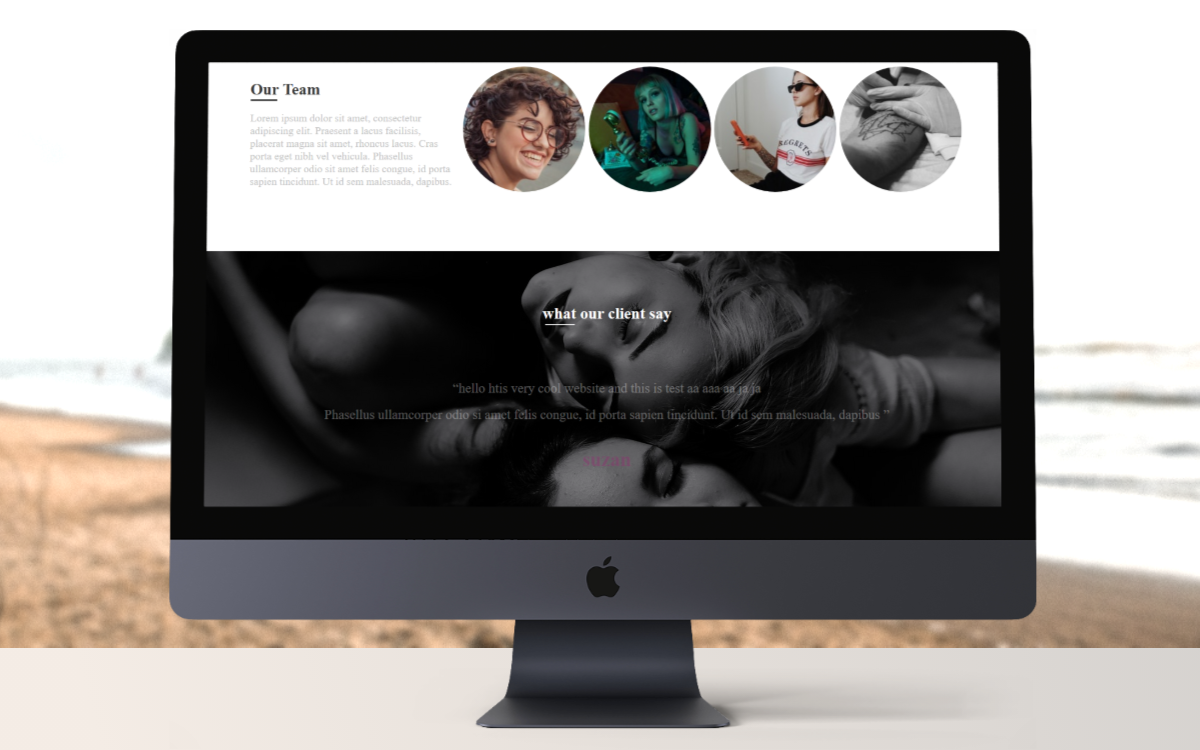 Our Team
Lorem ipsum dolor sit amet, consectetur
adipiscing elit. Praesent a lacus facilisis,
placerat magna sit amet, rhoncus lacus. Cras
porta eget nibh vel vehicula. Phasellus
ullamcorper odio sit amet felis congue, id porta
sapien tincidunt. Ut id sem malesuada, dapibus.
REGRETS
what our client say
“hello htis very cool website and this is test aa aaa aa ja ja
Phasellus ullamcorper odio si amet felis congue, id porta sapien tincidunt. Ut id sem malesuada, dapibus ”
suzan